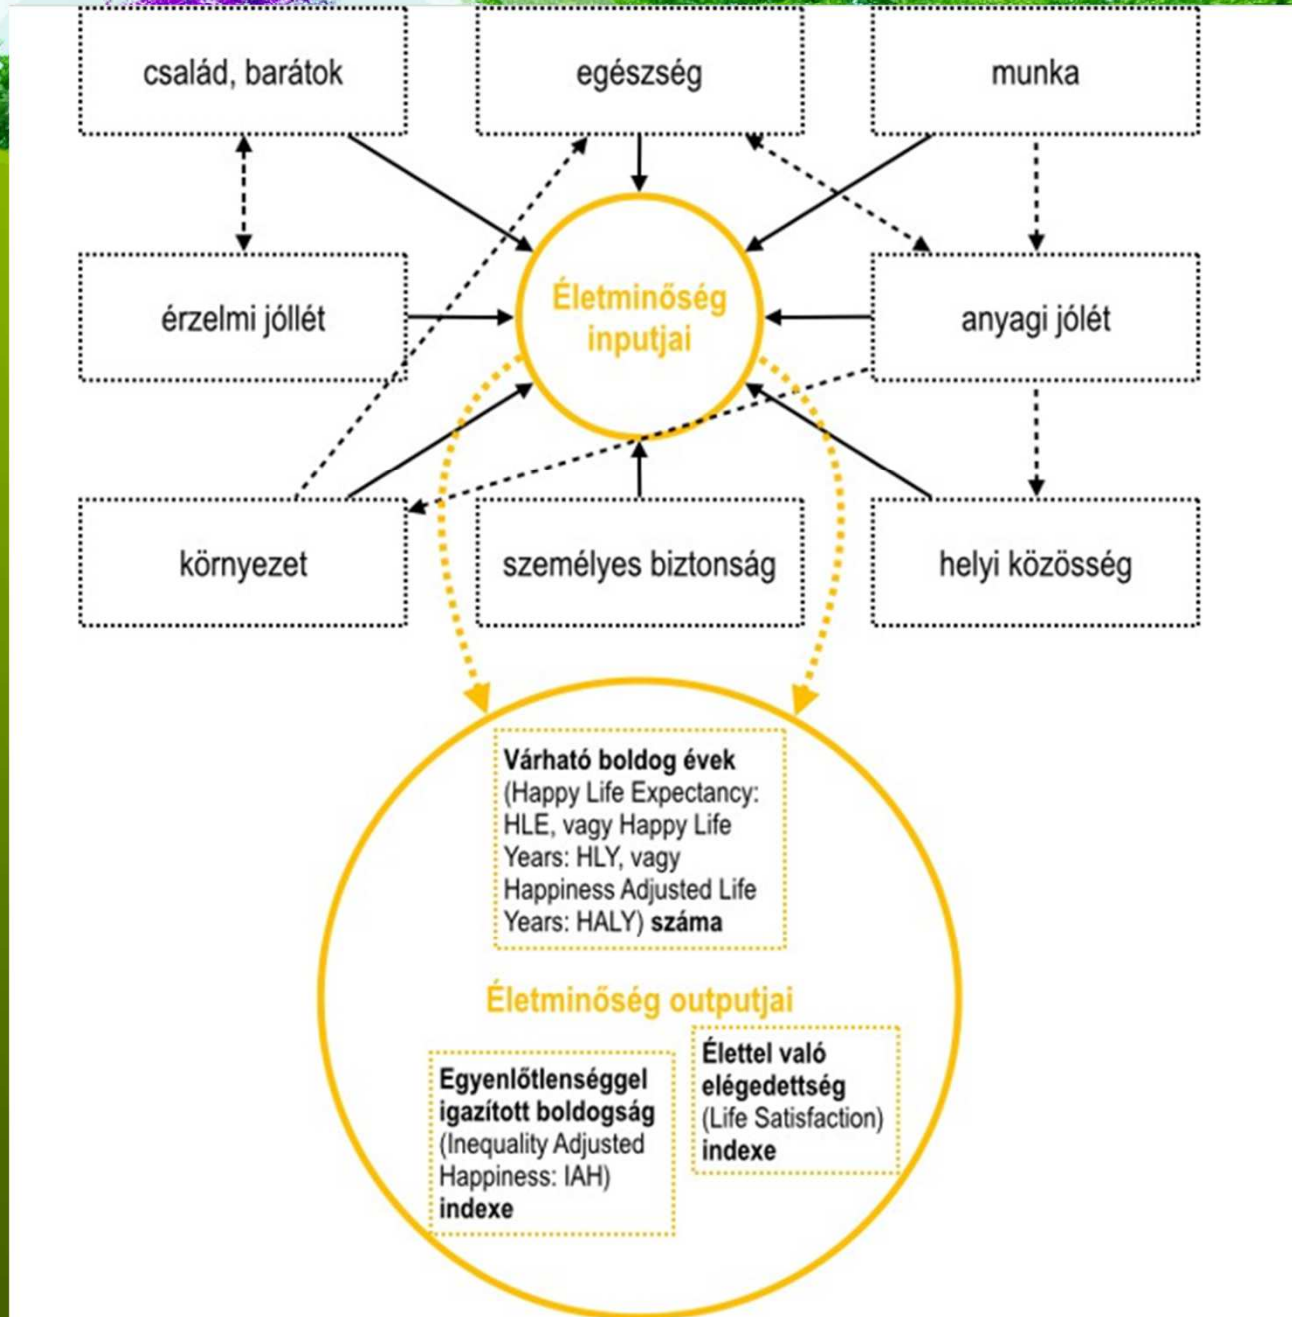 család, barátok
egészség
munka
érzelmi jóllét
Életminőség
inputjai
anyagi jólét
környezet
személyes biztonság
helyi közösség
Várható boldog évek
(Happy Life Expectancy:
HLE, vagy Happy Life
Years: HLY, vagy
Happiness Adjusted Life
Years: HALY) száma
Életminőség outputjai
Egyenlőtlenséggel
igazított boldogság
(Inequality Adjusted
Happiness: IAH)
indexe
Élettel való
elégedettség
(Life Satisfaction)
indexe